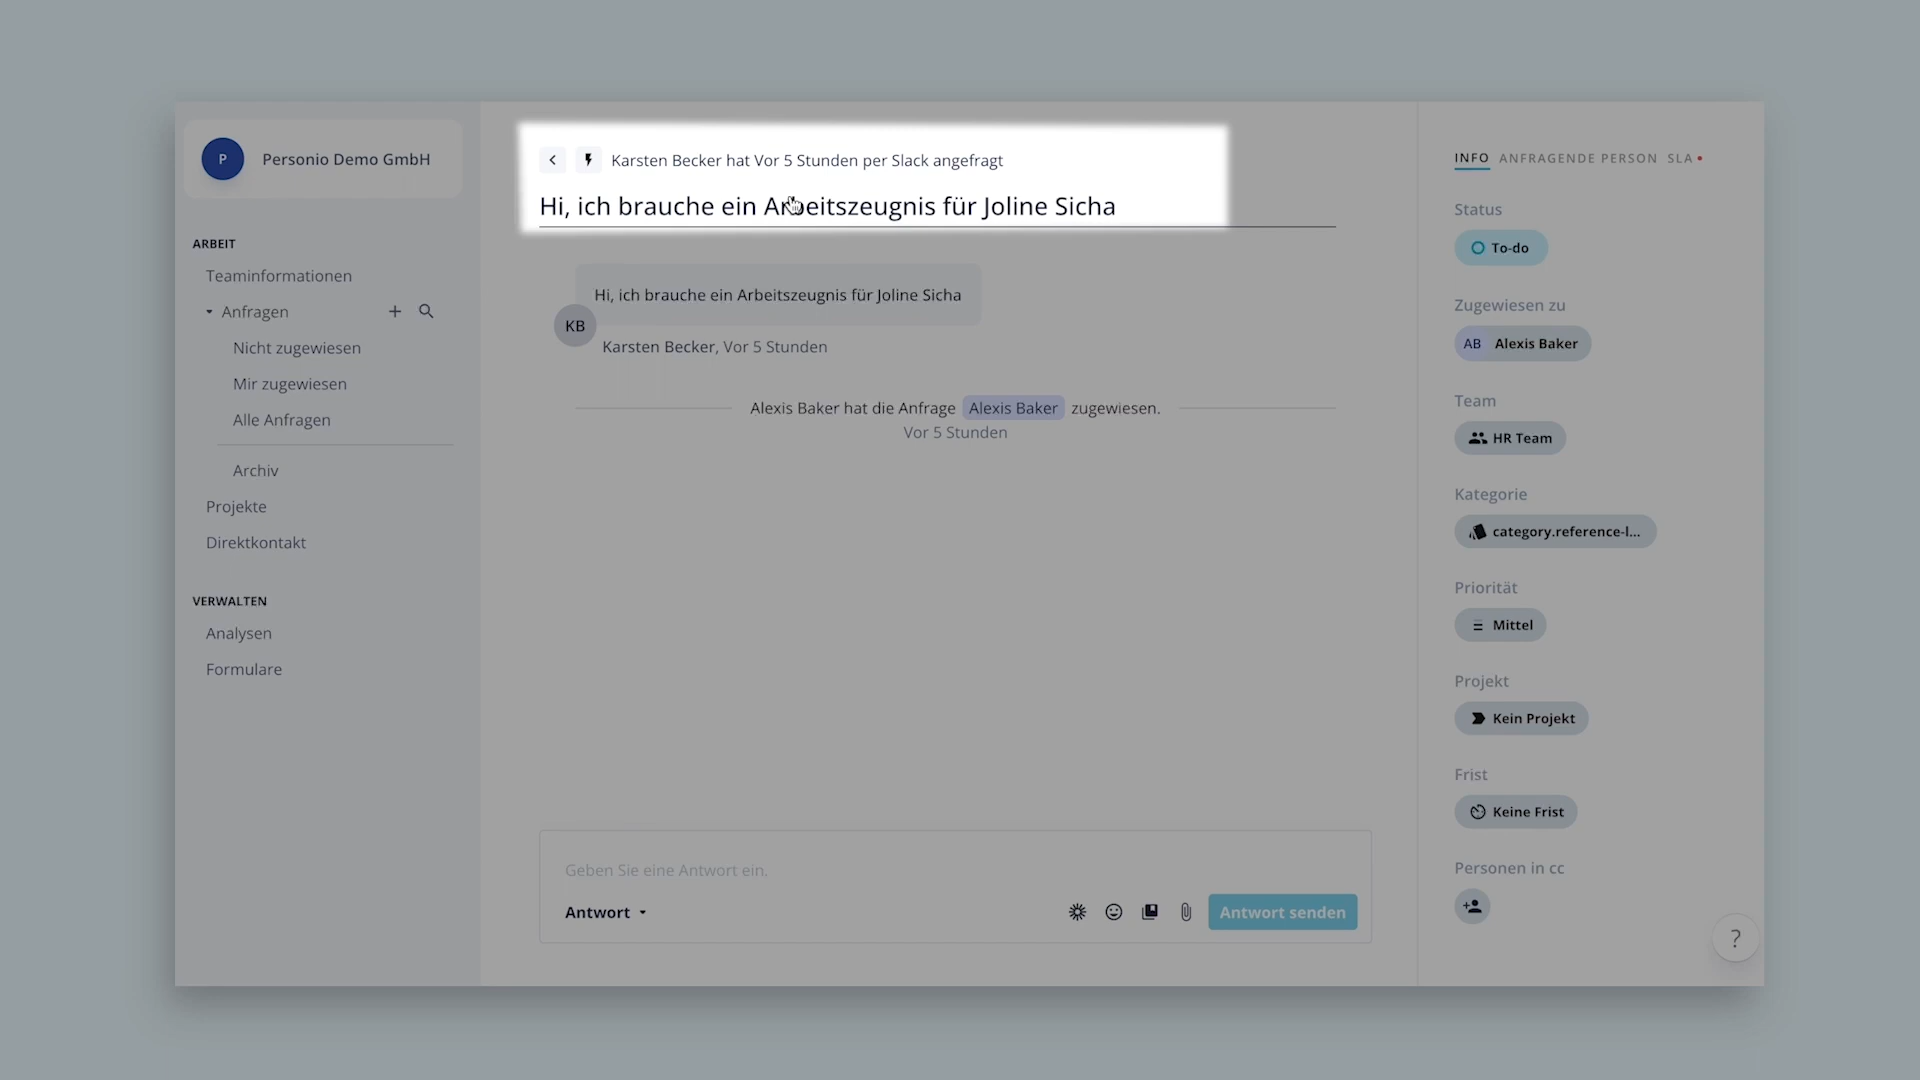 P Personio Demo GmbH
ARBEIT
Teaminformationen
Anfragen
Nicht zugewiesen
Mir zugewiesen
Alle Anfragen
Archiv
Projekte
Direktkontakt
VERWALTEN
Analysen
Formulare
Karsten Becker hat Vor 5 Stunden per Slack angefragt
Hi, ich brauche ein Arbeitszeugnis für Joline Sicha
Hi, ich brauche ein Arbeitszeugnis für Joline Sicha
KB
Karsten Becker, Vor 5 Stunden
Alexis Baker hat die Anfrage Alexis Baker zugewiesen.
Vor 5 Stunden
Geben Sie eine Antwort ein.
Antwort
Antwort senden
INFO ANFRAGENDE PERSON SLA
Status
To-do
Zugewiesen zu
AB Alexis Baker
Team
HR Team
Kategorie
category.reference-l...
Priorität
Mittel
Projekt
Kein Projekt
Frist
Keine Frist
Personen in cc
?